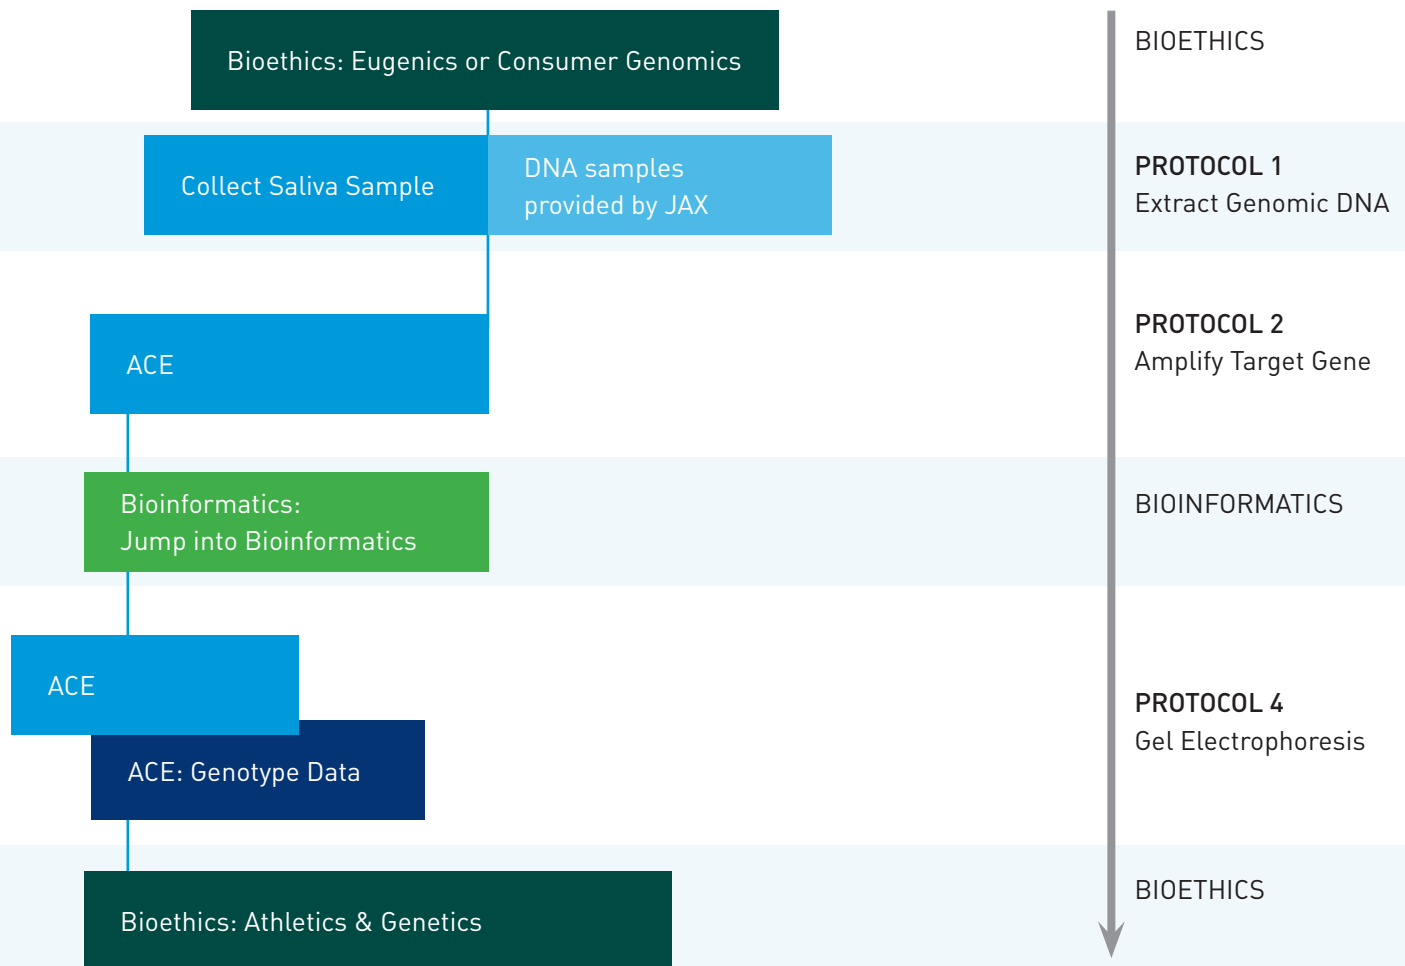 Bioethics: Eugenics or Consumer Genomics
BIOETHICS
Collect Saliva Sample
DNA samples
provided by JAX
PROTOCOL 1
Extract Genomic DNA
ACE
PROTOCOL 2
Amplify Target Gene
Bioinformatics:
Jump into Bioinformatics
BIOINFORMATICS
ACE
ACE: Genotype Data
PROTOCOL 4
Gel Electrophoresis
Bioethics: Athletics & Genetics
BIOETHICS